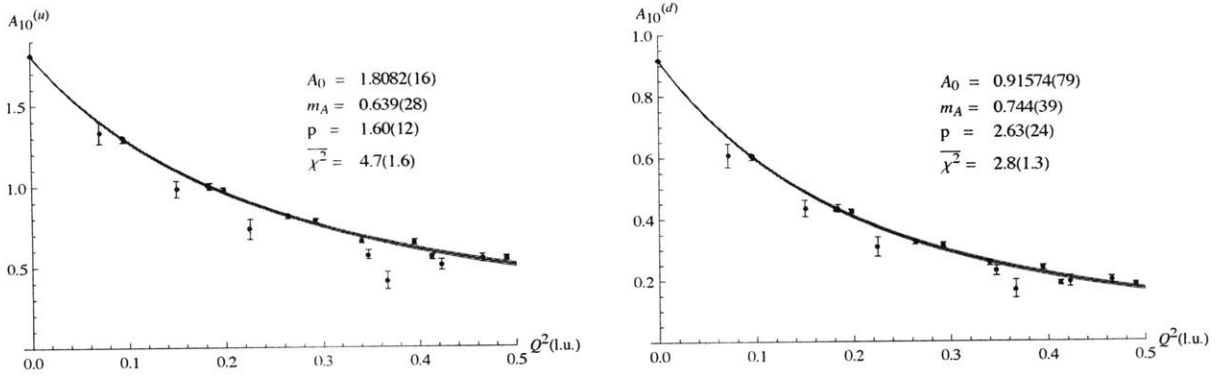 A10(u)
1.5
1.0
0.5
0.0 0.1 0.2 0.3 0.4 0.5
Q2(l.u.)
A0 = 1.8082(16)
mA = 0.639(28)
p = 1.60(12)
χ2 = 4.7(1.6)
A10(d)
1.0
0.8
0.6
0.4
0.2
0.0 0.1 0.2 0.3 0.4 0.5
Q2(l.u.)
A0 = 0.91574(79)
mA = 0.744(39)
p = 2.63(24)
χ2 = 2.8(1.3)